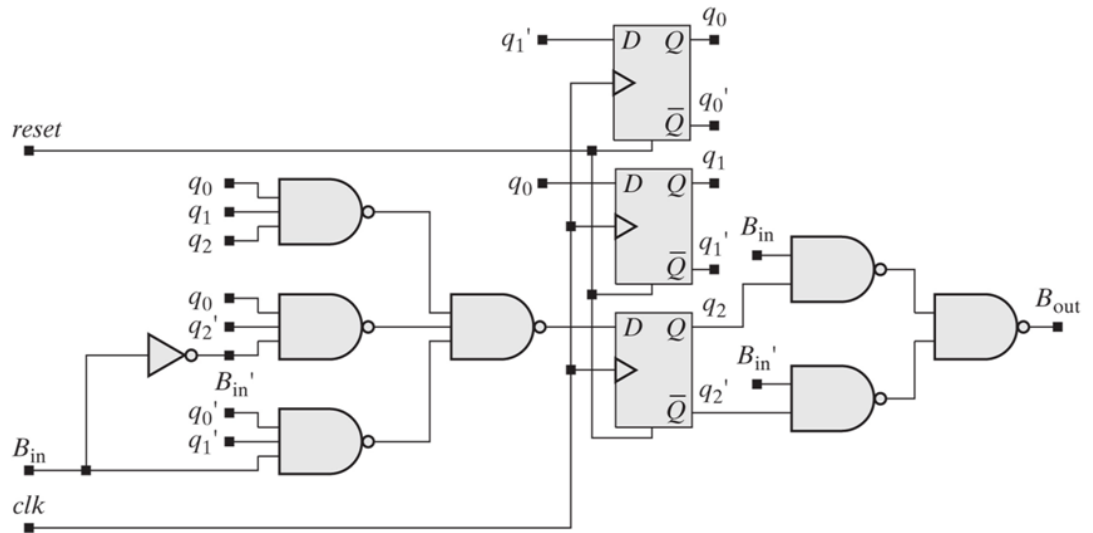 q₀
q₁'
D Q
q₀'
Q̅
reset
q₁
q₀
q₀
D Q
q₁
q₂
B_in
q₁'
Q̅
q₀
q₂
B_out
q₂'
D Q
B_in'
B_in'
q₂'
q₀'
Q̅
q₁'
B_in
clk